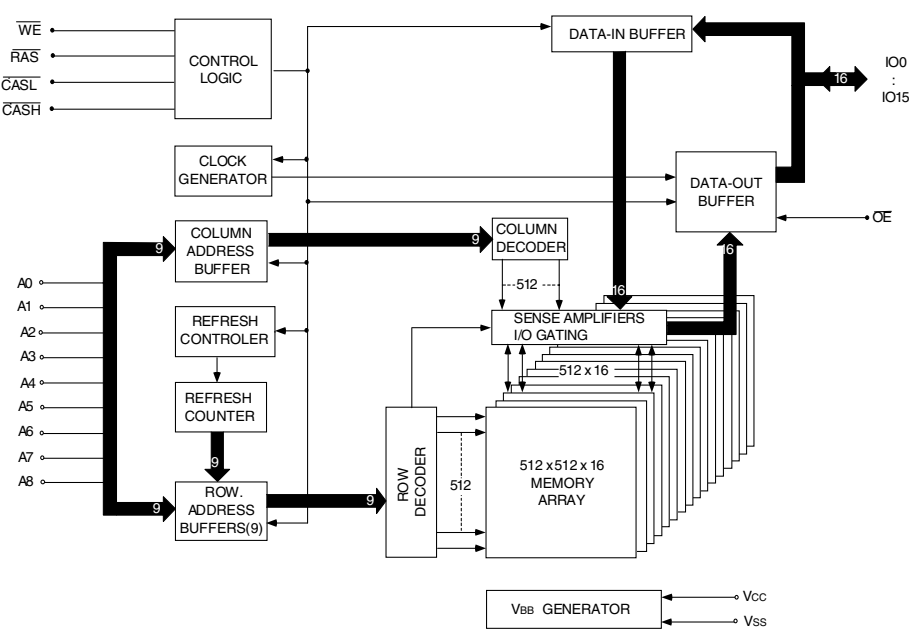 WE
RAS
CASL
CASH
CONTROL
LOGIC
DATA-IN BUFFER
16
IO0
:
IO15
CLOCK
GENERATOR
DATA-OUT
BUFFER
OE
COLUMN
ADDRESS
BUFFER
9
9
9
COLUMN
DECODER
512
16
16
A0
A1
A2
A3
A4
A5
A6
A7
A8
REFRESH
CONTROLER
SENSE AMPLIFIERS
I/O GATING
512 x 16
REFRESH
COUNTER
9
ROW.
ADDRESS
BUFFERS(9)
9
ROW
DECODER
512
512 x512 x 16
MEMORY
ARRAY
VBB GENERATOR
VCC
VSS